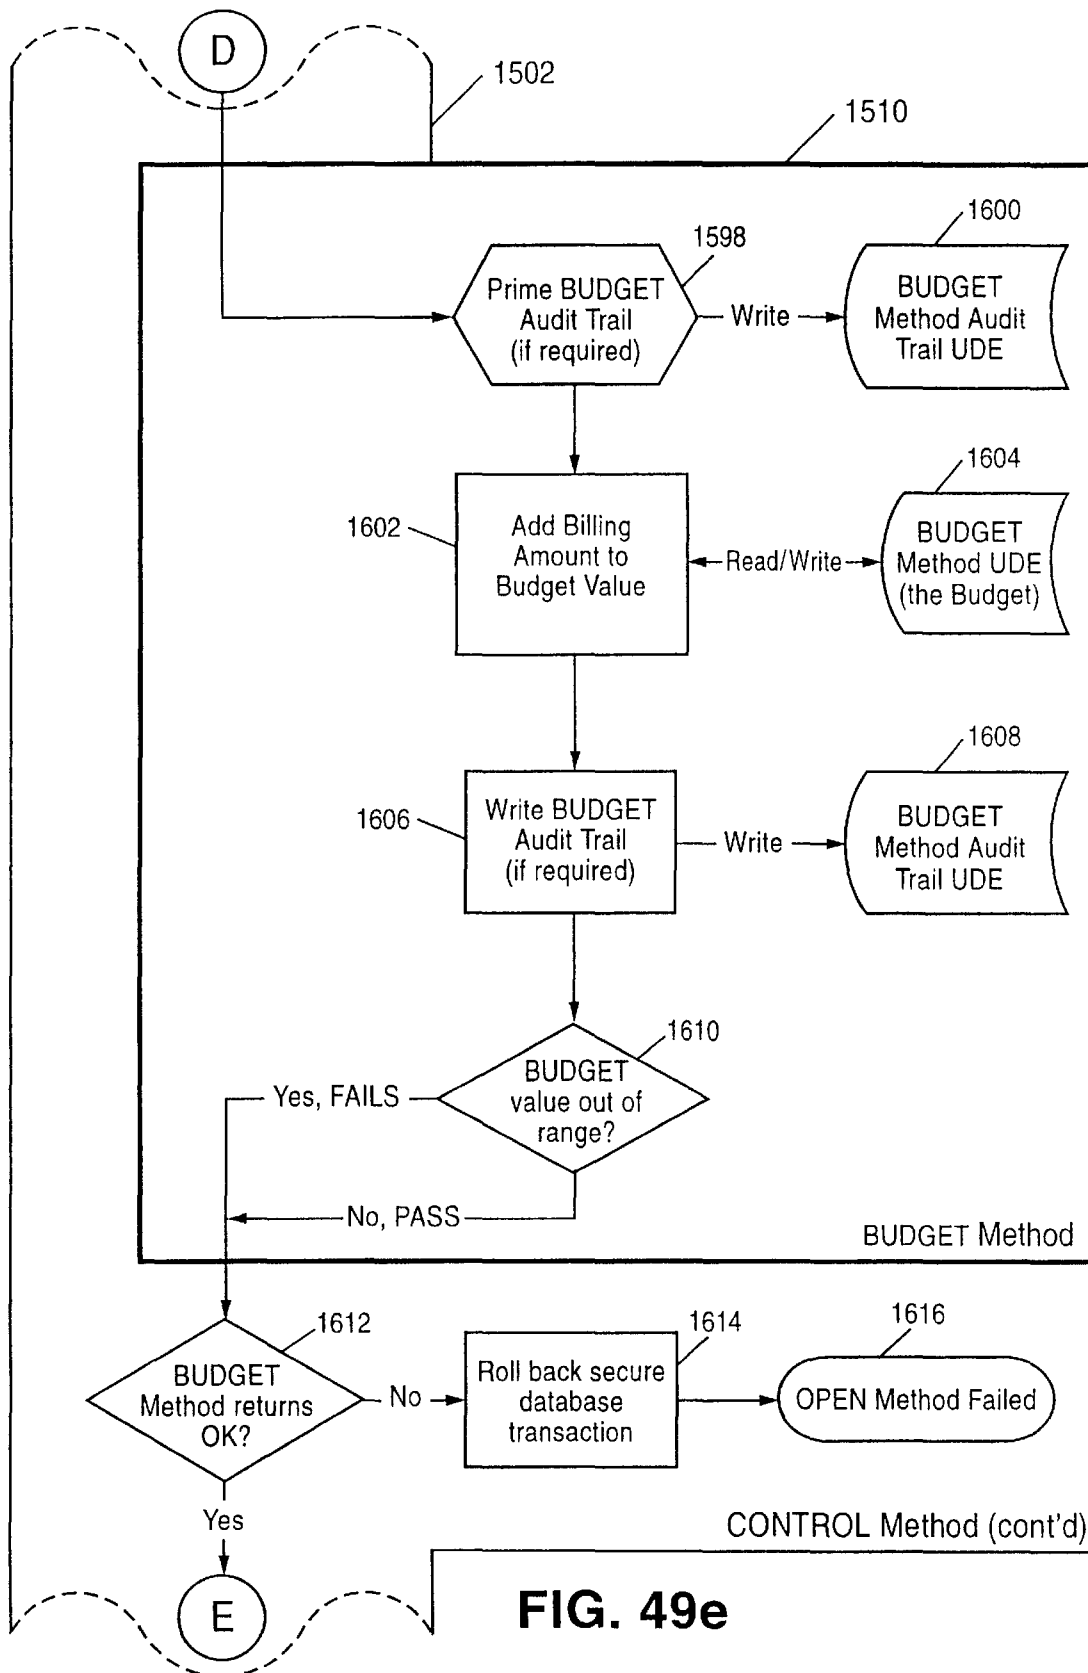 D
1502
1510
1598
Prime BUDGET
Audit Trail
(if required)
Write
1600
BUDGET
Method Audit
Trail UDE
1602
Add Billing
Amount to
Budget Value
Read/Write
1604
BUDGET
Method UDE
(the Budget)
1606
Write BUDGET
Audit Trail
(if required)
Write
1608
BUDGET
Method Audit
Trail UDE
1610
BUDGET
value out of
range?
Yes, FAILS
No, PASS
BUDGET Method
1612
BUDGET
Method returns
OK?
No
1614
Roll back secure
database
transaction
1616
OPEN Method Failed
Yes
CONTROL Method (cont'd)
E
FIG. 49e